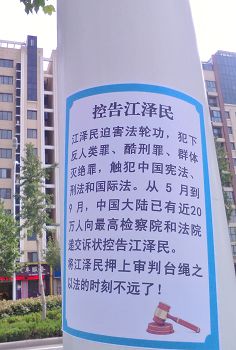 控告江泽民
江泽民迫害法轮功，犯下
反人类罪、酷刑罪、群体
灭绝罪，触犯中国宪法、
刑法和国际法。从 5 月到
9 月，中国大陆已有近20
万人向最高检察院和法院
递交诉状控告江泽民。
将江泽民押上审判台绳之
以法的时刻不远了！